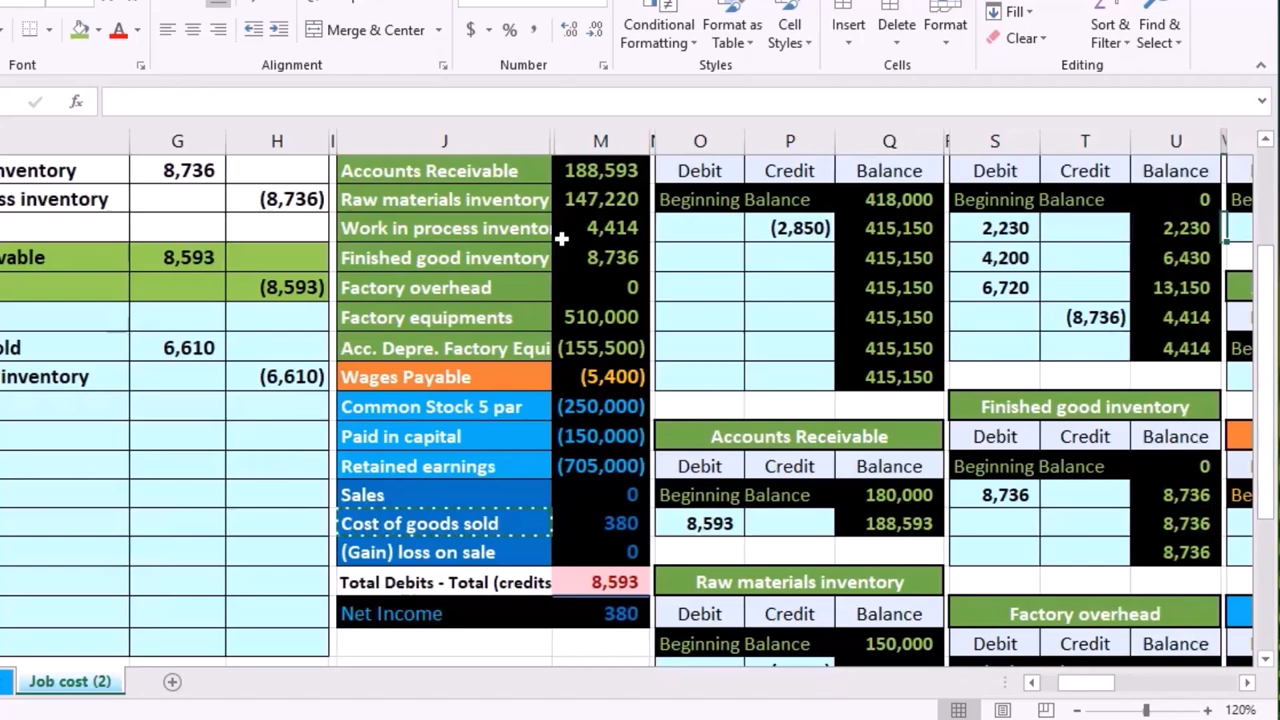 Merge & Center
$ %
Conditional Formatting
Format as Table
Cell Styles
Insert
Delete
Format
Fill
Clear
Sort & Filter
Find & Select
Font
Alignment
Number
Styles
Cells
Editing
fx
G H I J M N O P Q S T U
nventory 8,736
ss inventory (8,736)
vable 8,593
(8,593)
old 6,610
inventory (6,610)
Accounts Receivable 188,593
Raw materials inventory 147,220
Work in process invento 4,414
Finished good inventory 8,736
Factory overhead 0
Factory equipments 510,000
Acc. Depre. Factory Equi (155,500)
Wages Payable (5,400)
Common Stock 5 par (250,000)
Paid in capital (150,000)
Retained earnings (705,000)
Sales 0
Cost of goods sold 380
(Gain) loss on sale 0
Total Debits - Total (credits 8,593
Net Income 380
Debit Credit Balance
Beginning Balance 418,000
(2,850) 415,150
415,150
415,150
415,150
415,150
415,150
Accounts Receivable
Debit Credit Balance
Beginning Balance 180,000
8,593 188,593
Raw materials inventory
Debit Credit Balance
Beginning Balance 150,000
Debit Credit Balance
Beginning Balance 0
2,230 2,230
4,200 6,430
6,720 13,150
(8,736) 4,414
4,414
Finished good inventory
Debit Credit Balance
Beginning Balance 0
8,736 8,736
8,736
8,736
Factory overhead
Debit Credit Balance
Be
Be
Be
Job cost (2)
120%